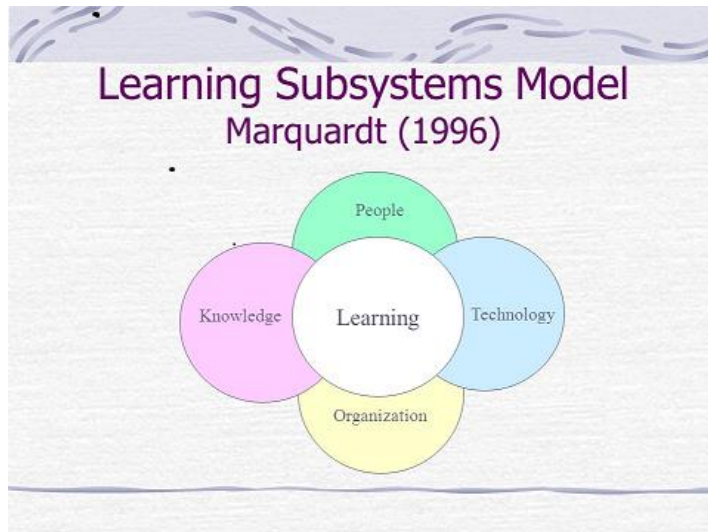 Learning Subsystems Model
Marquardt (1996)
People
Knowledge
Learning
Technology
Organization